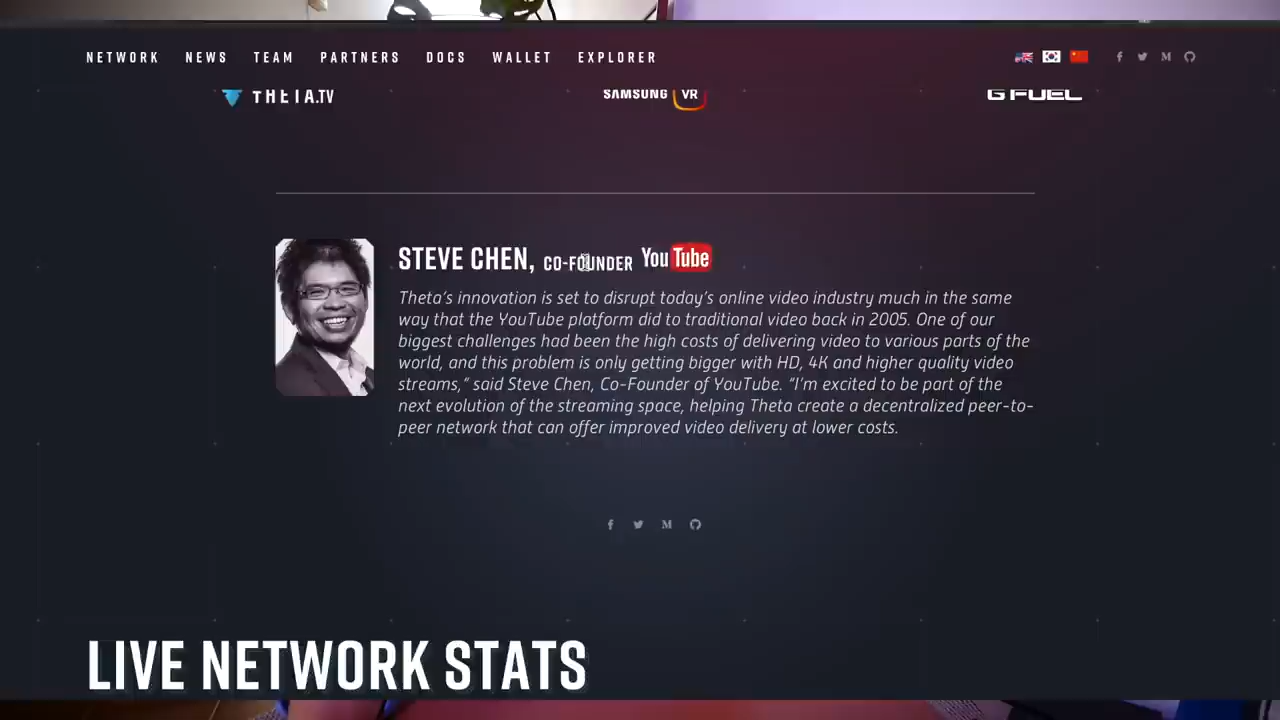 NETWORK NEWS TEAM PARTNERS DOCS WALLET EXPLORER
THETA.TV SAMSUNG VR G FUEL
STEVE CHEN, CO-FOUNDER YouTube
Theta's innovation is set to disrupt today's online video industry much in the same
way that the YouTube platform did to traditional video back in 2005. One of our
biggest challenges had been the high costs of delivering video to various parts of the
world, and this problem is only getting bigger with HD, 4K and higher quality video
streams,” said Steve Chen, Co-Founder of YouTube. “I'm excited to be part of the
next evolution of the streaming space, helping Theta create a decentralized peer-to-
peer network that can offer improved video delivery at lower costs.
LIVE NETWORK STATS